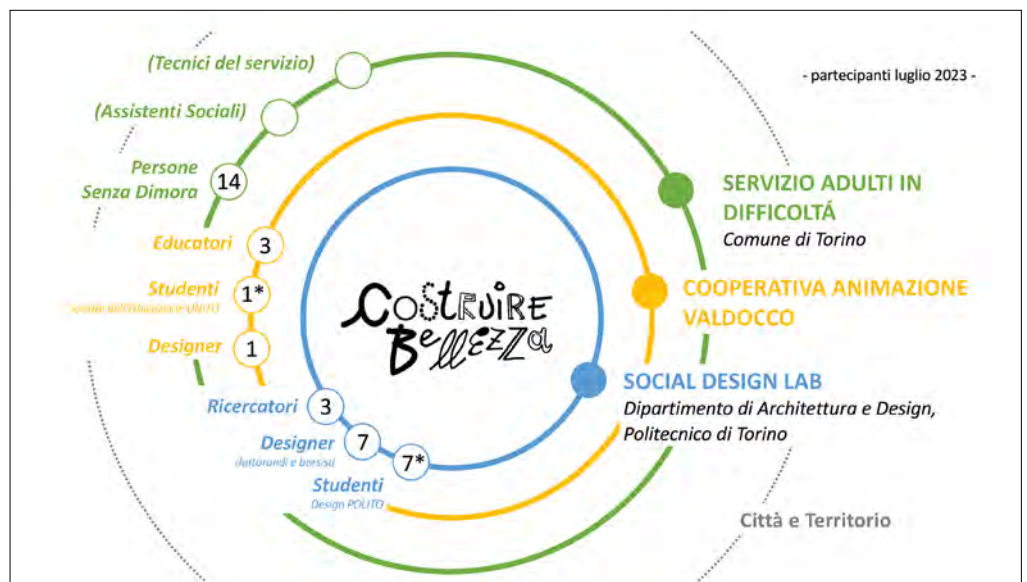 (Tecnici del servizio)
- partecipanti luglio 2023 -
(Assistenti Sociali)
Persone
Senza Dimora
14
SERVIZIO ADULTI IN
DIFFICOLTÁ
Comune di Torino
Educatori
3
Studenti
1*
Designer
1
COOPERATIVA ANIMAZIONE
VALDOCCO
COSTRUIRE
BELLEZZA
SOCIAL DESIGN LAB
Dipartimento di Architettura e Design,
Politecnico di Torino
Ricercatori
3
Designer
7
(dottorandi e borsisti)
Studenti
7*
Design POLITO
Città e Territorio